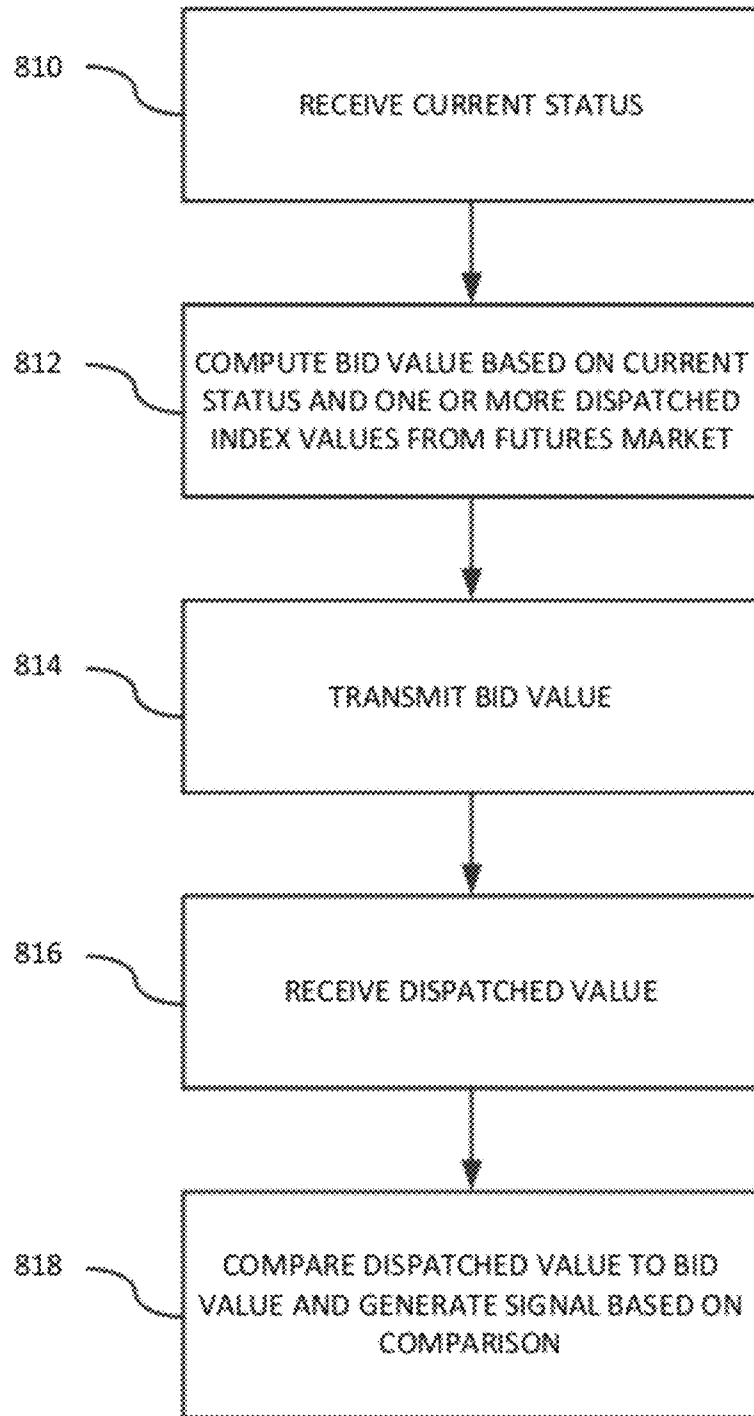 810
RECEIVE CURRENT STATUS
812
COMPUTE BID VALUE BASED ON CURRENT
STATUS AND ONE OR MORE DISPATCHED
INDEX VALUES FROM FUTURES MARKET
814
TRANSMIT BID VALUE
816
RECEIVE DISPATCHED VALUE
818
COMPARE DISPATCHED VALUE TO BID
VALUE AND GENERATE SIGNAL BASED ON
COMPARISON